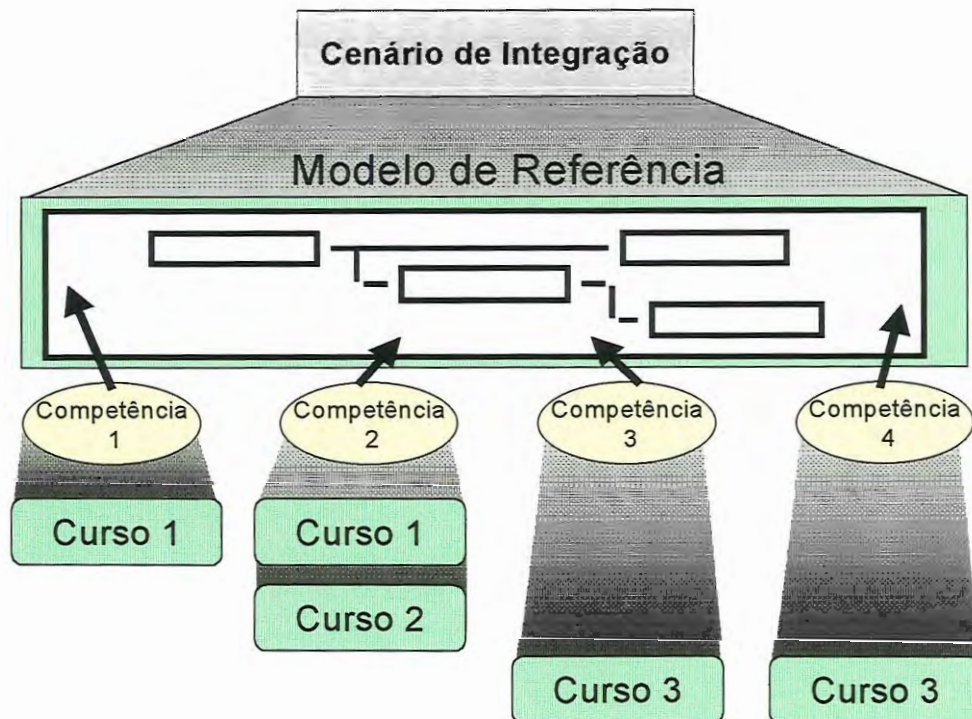 Cenário de Integração
Modelo de Referência
Competência
1
Competência
2
Competência
3
Competência
4
Curso 1
Curso 1
Curso 2
Curso 3
Curso 3